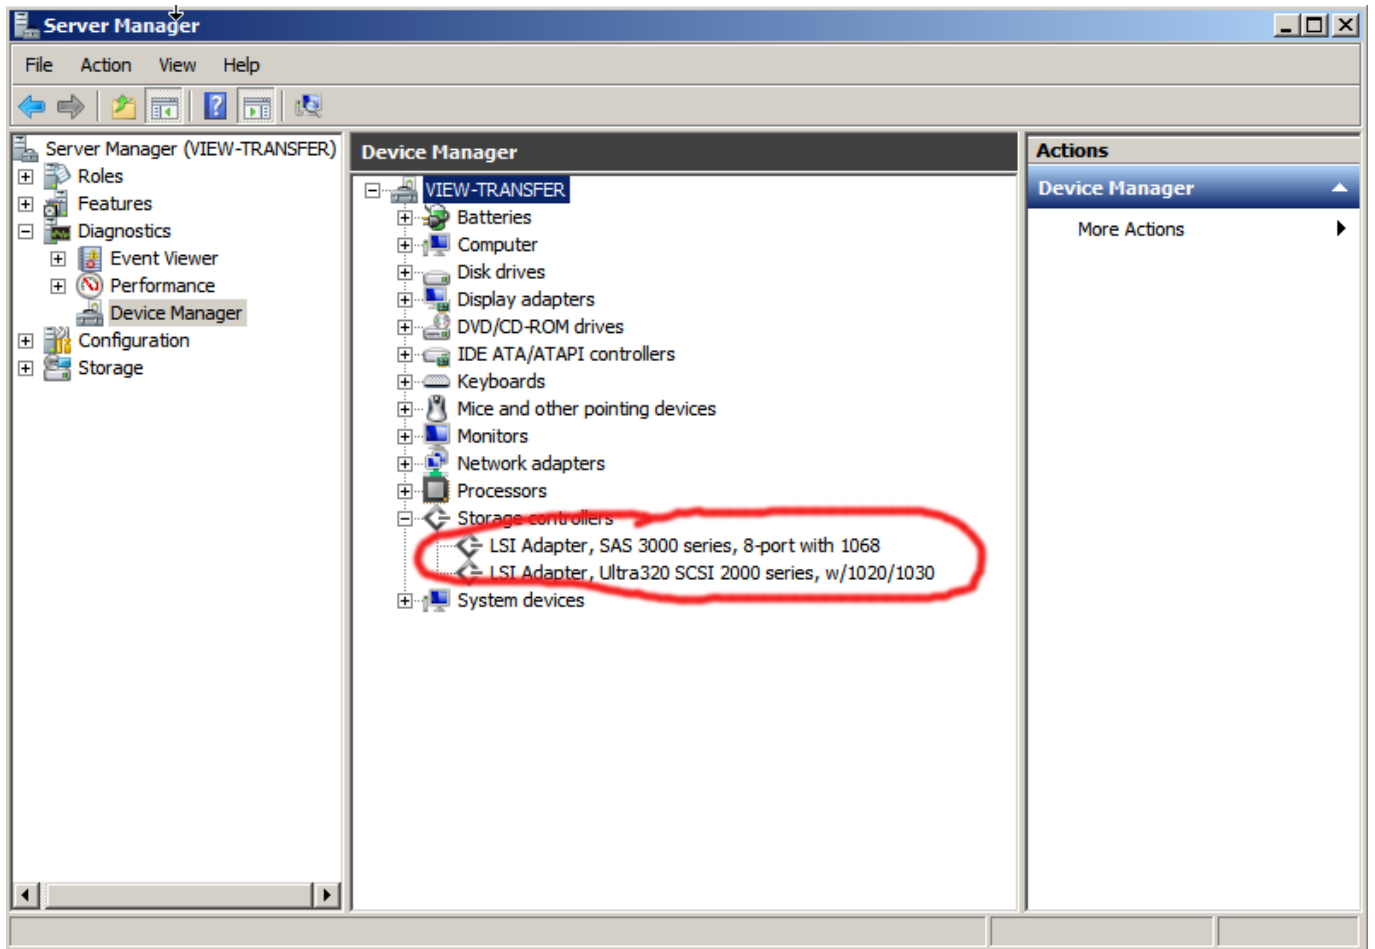 Server Manager
File Action View Help
Server Manager (VIEW-TRANSFER)
Roles
Features
Diagnostics
Event Viewer
Performance
Device Manager
Configuration
Storage
Device Manager
VIEW-TRANSFER
Batteries
Computer
Disk drives
Display adapters
DVD/CD-ROM drives
IDE ATA/ATAPI controllers
Keyboards
Mice and other pointing devices
Monitors
Network adapters
Processors
Storage controllers
LSI Adapter, SAS 3000 series, 8-port with 1068
LSI Adapter, Ultra320 SCSI 2000 series, w/1020/1030
System devices
Actions
Device Manager
More Actions